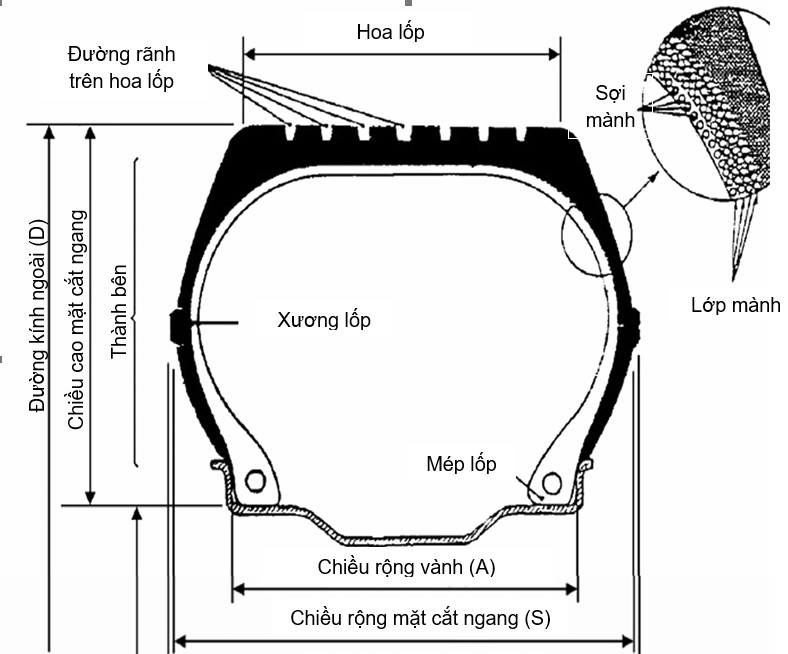 Hoa lốp
Đường rãnh
trên hoa lốp
Sợi
mành
Lớp mành
Đường kính ngoài (D)
Chiều cao mặt cắt ngang
Thành bên
Xương lốp
Mép lốp
Chiều rộng vành (A)
Chiều rộng mặt cắt ngang (S)